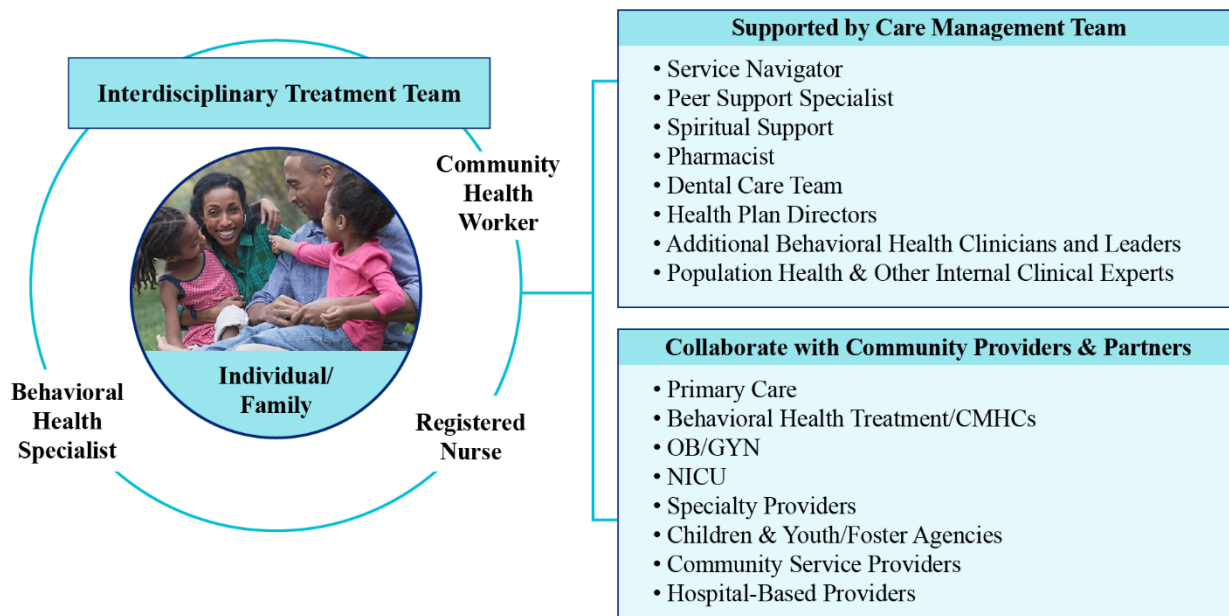 Interdisciplinary Treatment Team
Community
Health
Worker
Individual/
Family
Behavioral
Health
Specialist
Registered
Nurse
Supported by Care Management Team
• Service Navigator
• Peer Support Specialist
• Spiritual Support
• Pharmacist
• Dental Care Team
• Health Plan Directors
• Additional Behavioral Health Clinicians and Leaders
• Population Health & Other Internal Clinical Experts
Collaborate with Community Providers & Partners
• Primary Care
• Behavioral Health Treatment/CMHCs
• OB/GYN
• NICU
• Specialty Providers
• Children & Youth/Foster Agencies
• Community Service Providers
• Hospital-Based Providers